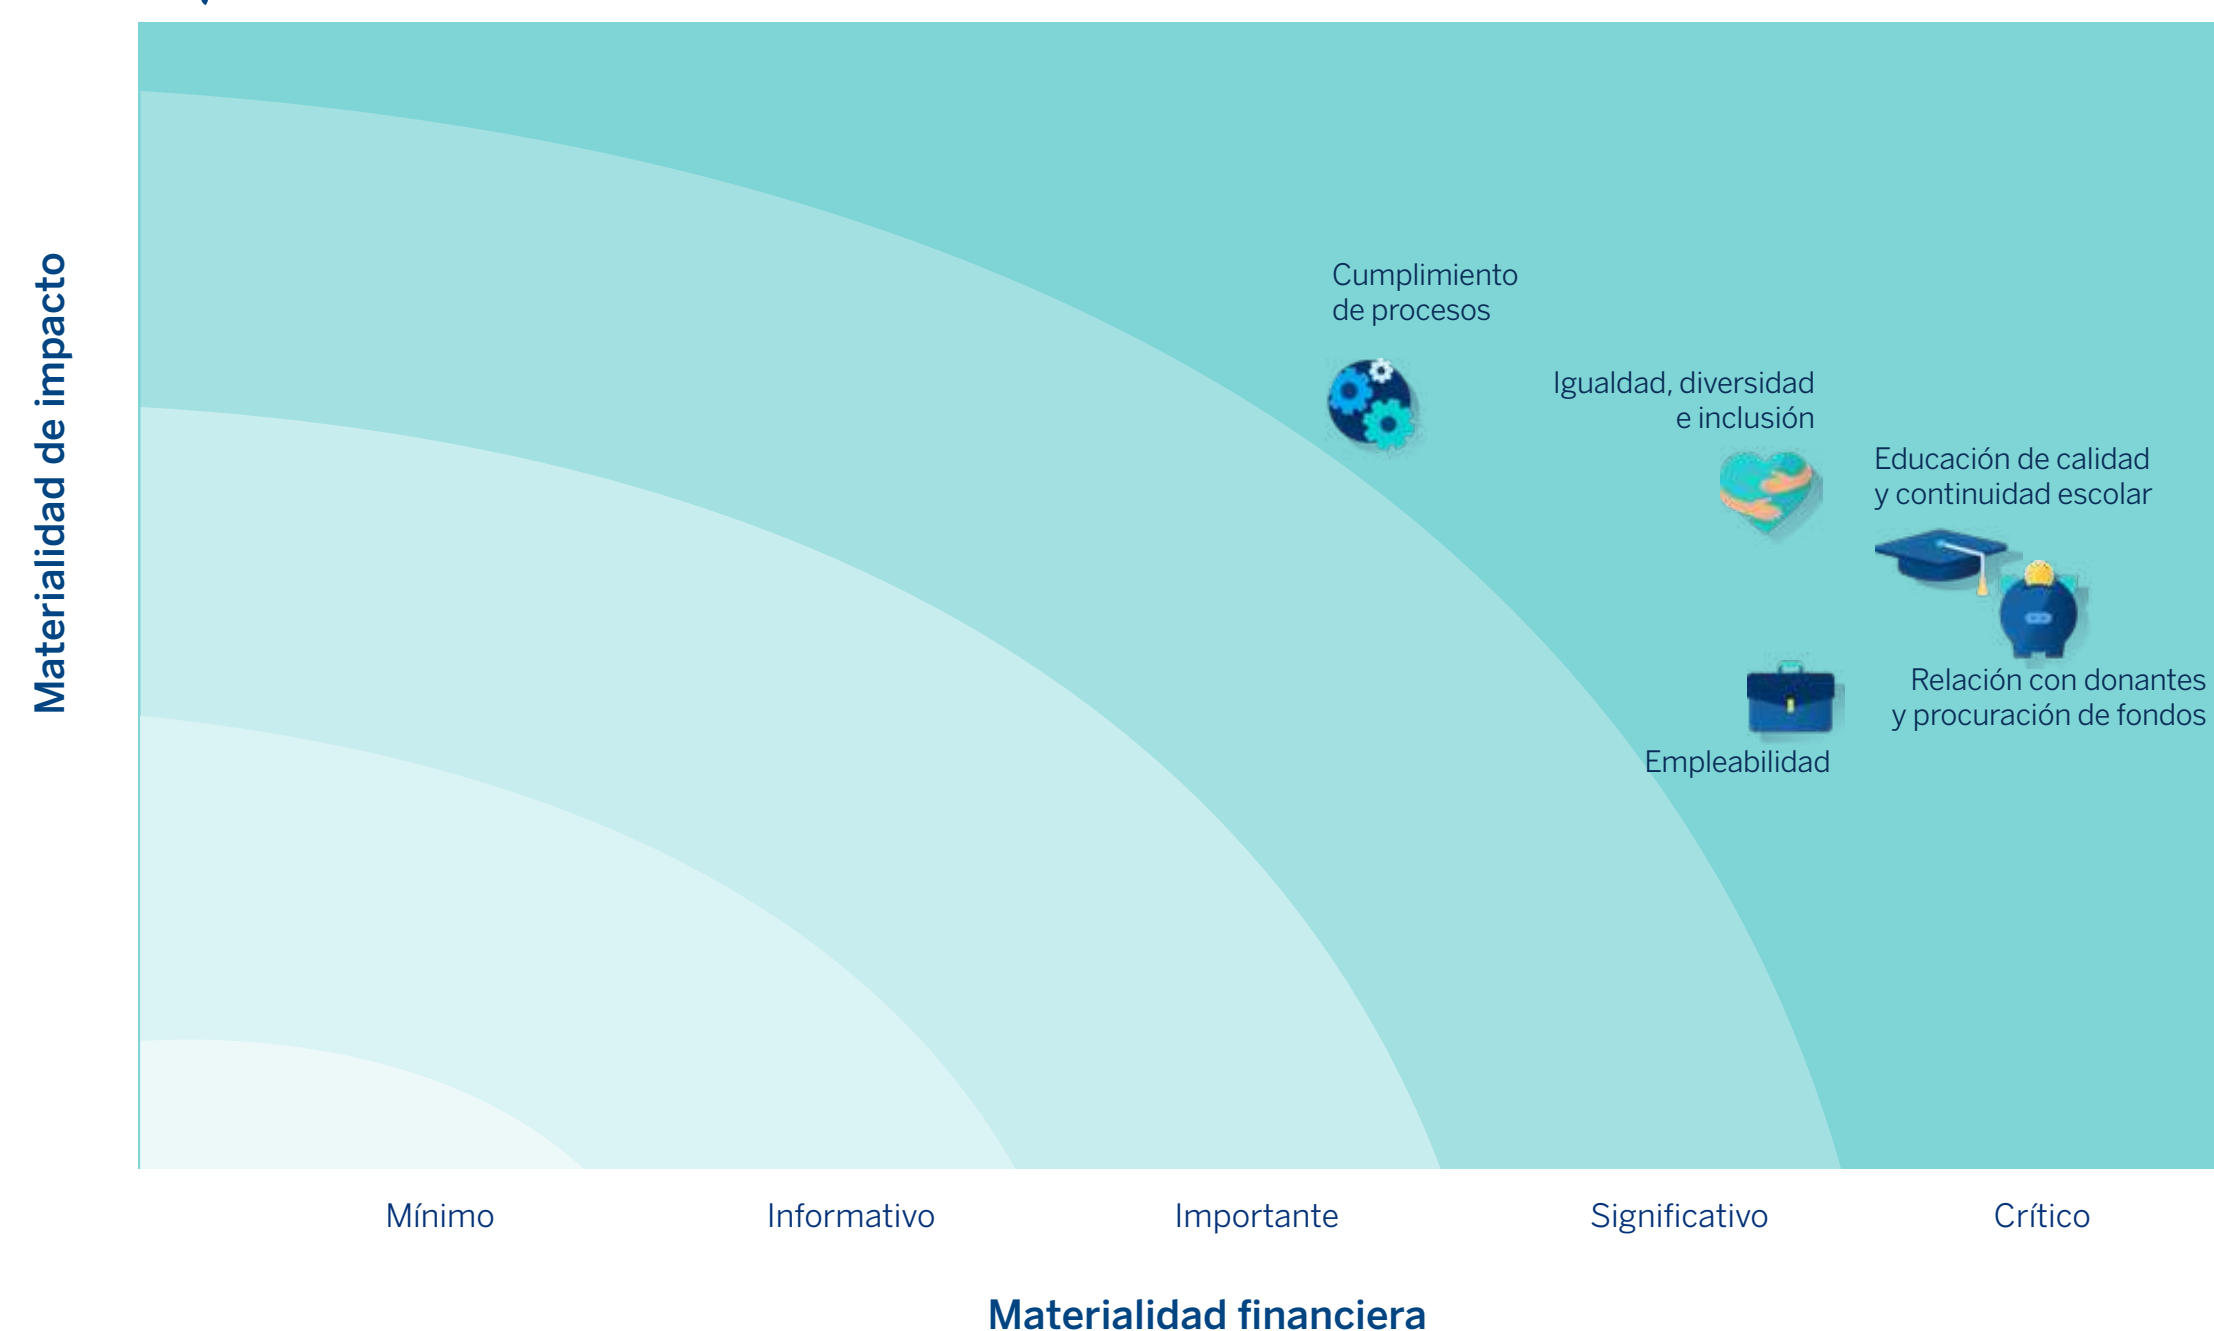 Materialidad de impacto
Cumplimiento
de procesos
Igualdad, diversidad
e inclusión
Educación de calidad
y continuidad escolar
Relación con donantes
y procuración de fondos
Empleabilidad
Mínimo
Informativo
Importante
Significativo
Crítico
Materialidad financiera